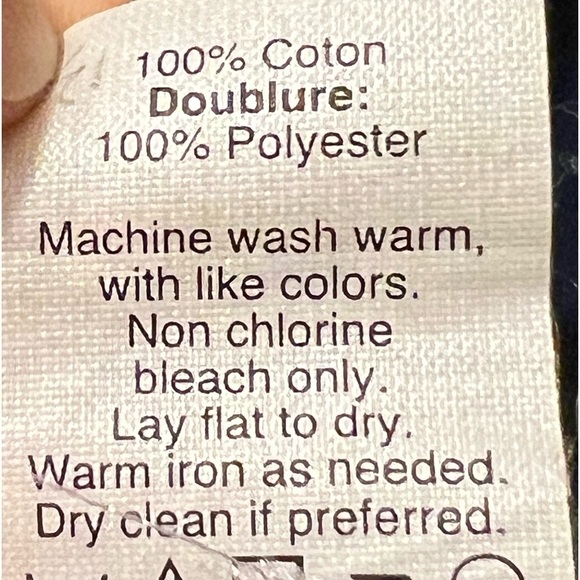 100% Coton
Doublure:
100% Polyester
Machine wash warm,
with like colors.
Non chlorine
bleach only.
Lay flat to dry.
Warm iron as needed.
Dry clean if preferred.